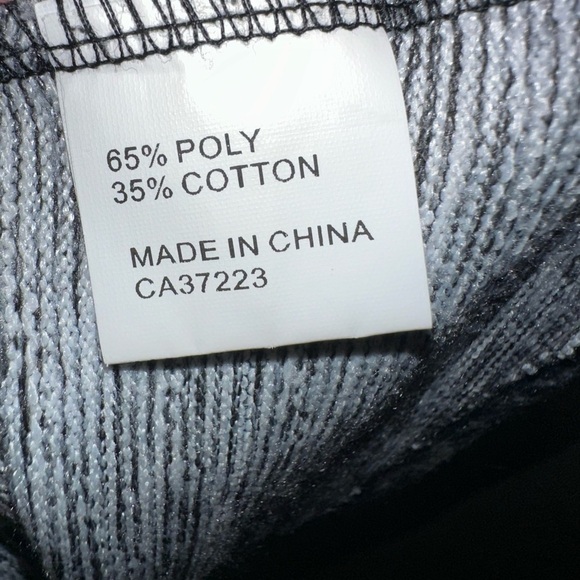 65% POLY
35% COTTON
MADE IN CHINA
CA37223